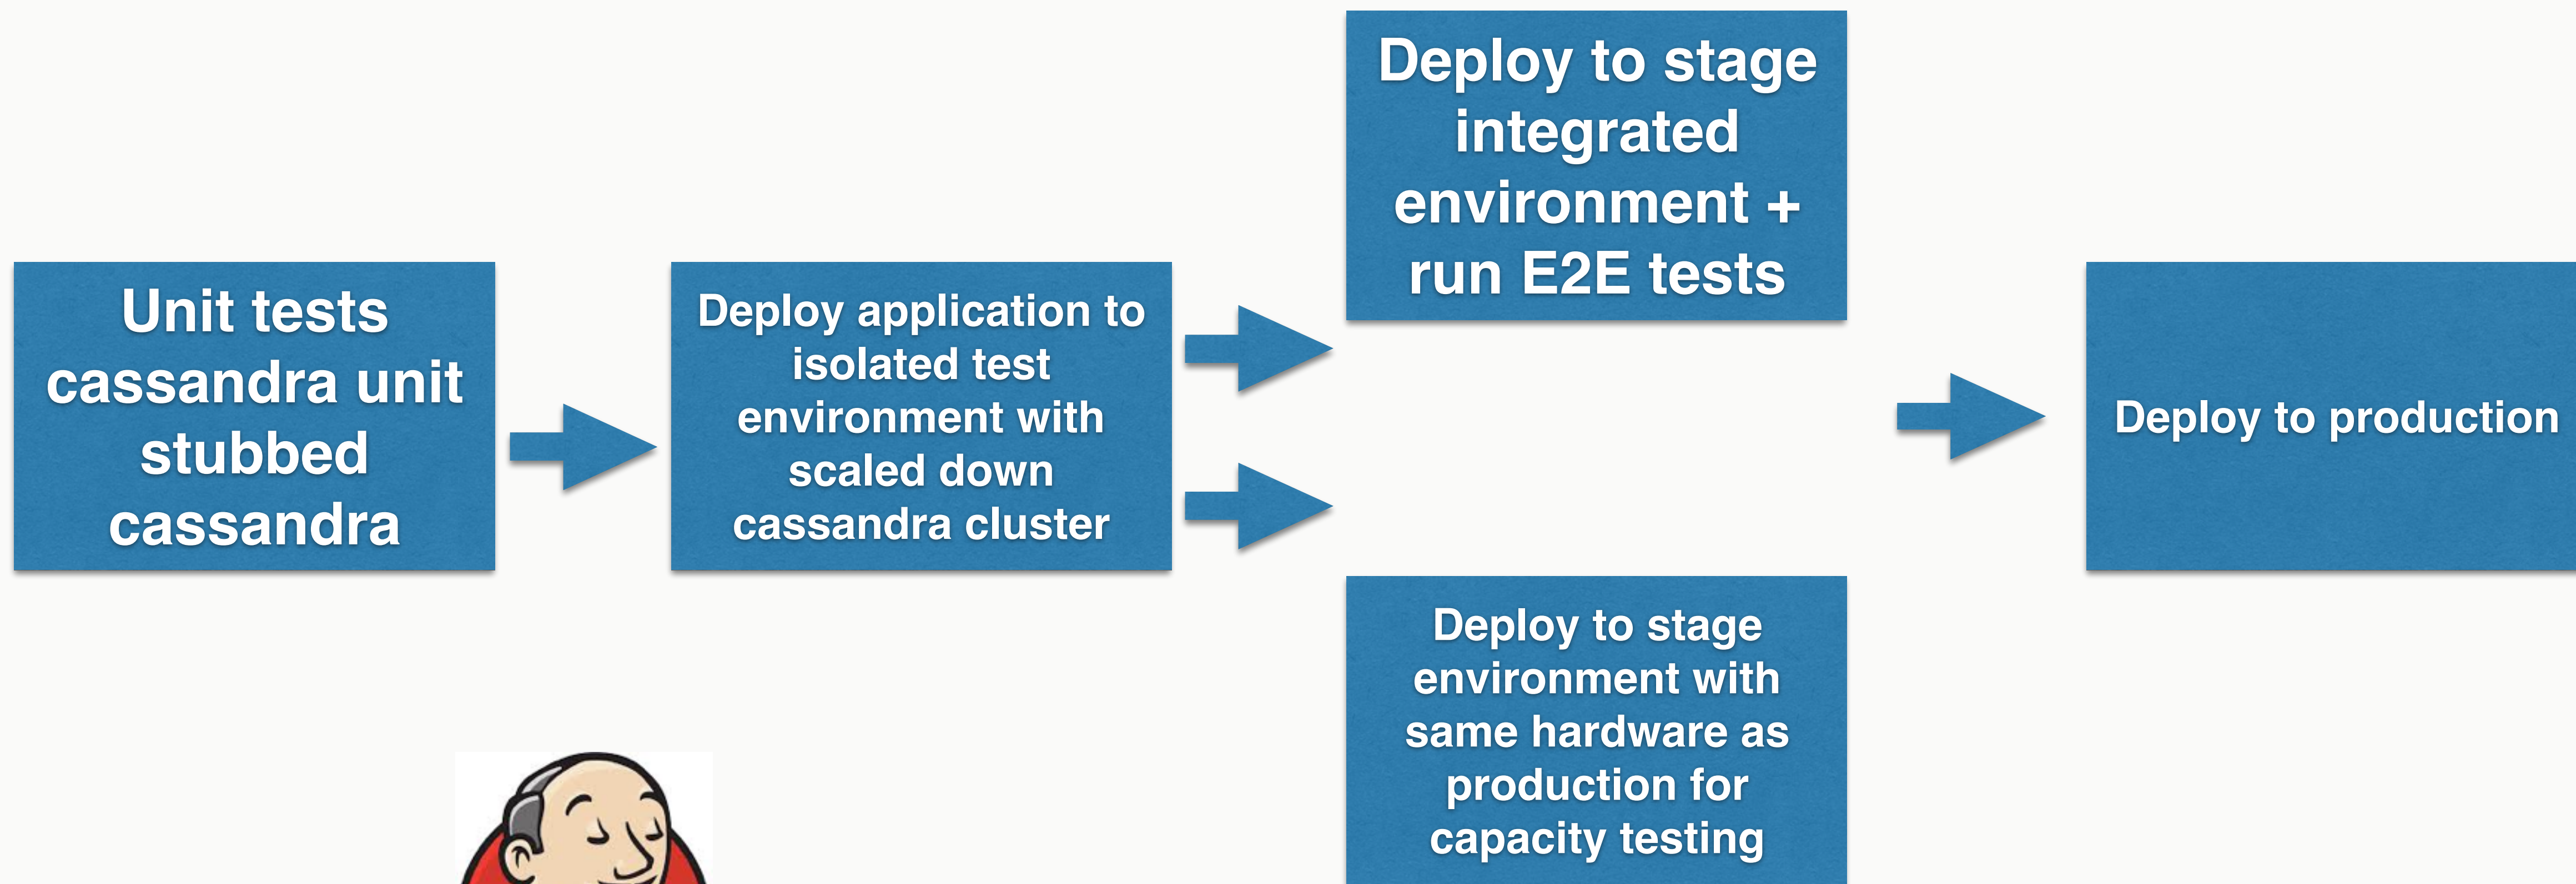 Unit tests
cassandra unit
stubbed
cassandra
Deploy application to
isolated test
environment with
scaled down
cassandra cluster
Deploy to stage
integrated
environment +
run E2E tests
Deploy to stage
environment with
same hardware as
production for
capacity testing
Deploy to production